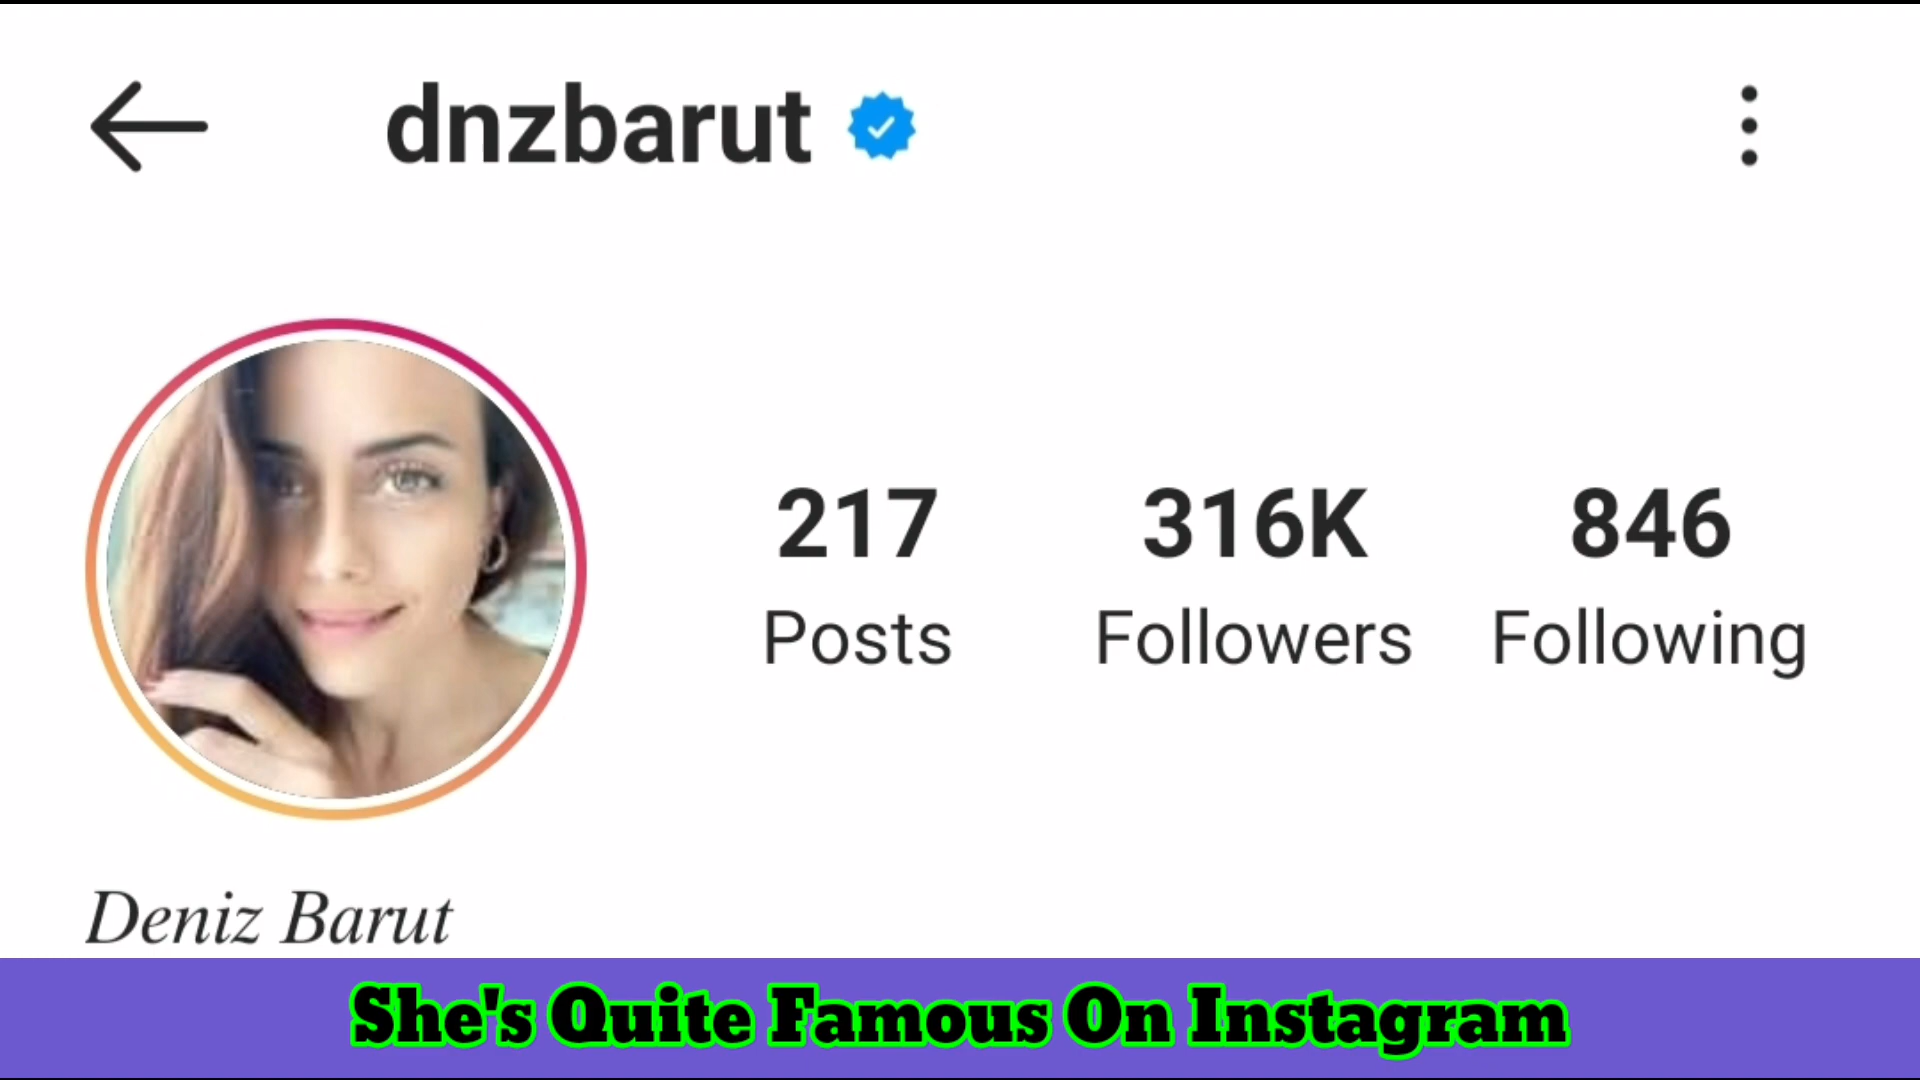 dnzbarut
217 316K 846
Posts Followers Following
Deniz Barut
She's Quite Famous On Instagram